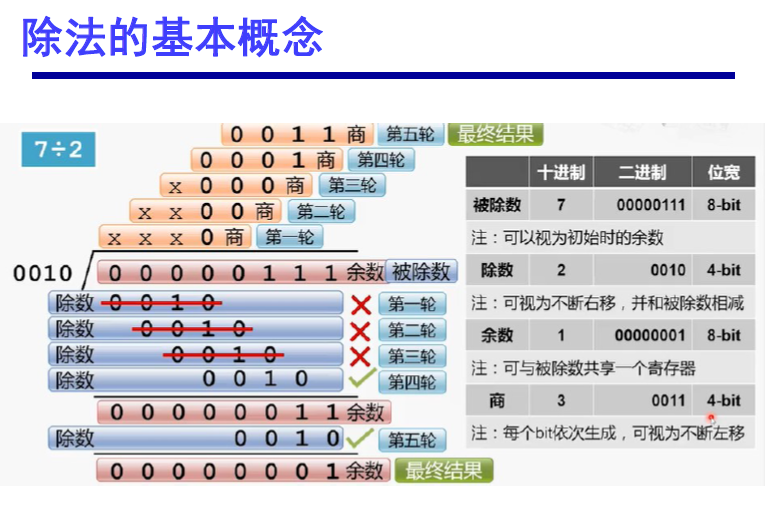 除法的基本概念
7÷2
0 0 1 1 商 第五轮 最终结果
0 0 0 1 商 第四轮
x 0 0 0 商 第三轮
x x 0 0 商 第二轮
x x x 0 商 第一轮
0010 0 0 0 0 0 1 1 1 余数 被除数
除数 0 0 1 0 第一轮
除数 0 0 1 0 第二轮
除数 0 0 1 0 第三轮
除数 0 0 1 0 第四轮
0 0 0 0 0 0 1 1 余数
除数 0 0 1 0 第五轮
0 0 0 0 0 0 0 1 余数 最终结果
十进制 二进制 位宽
被除数 7 00000111 8-bit
注：可以视为初始时的余数
除数 2 0010 4-bit
注：可视为不断右移，并和被除数相减
余数 1 00000001 8-bit
注：可与被除数共享一个寄存器
商 3 0011 4-bit
注：每个bit依次生成，可视为不断左移